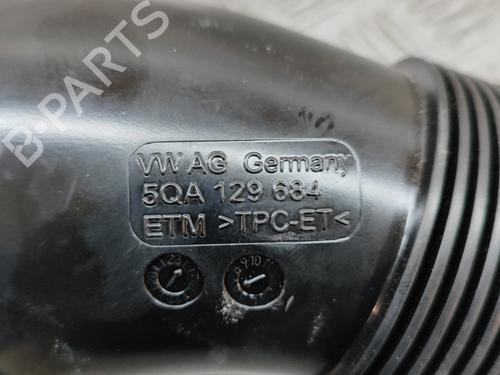 B-PARTS
VW AG Germany
5QA 129 684
ETM >TPC-ET<